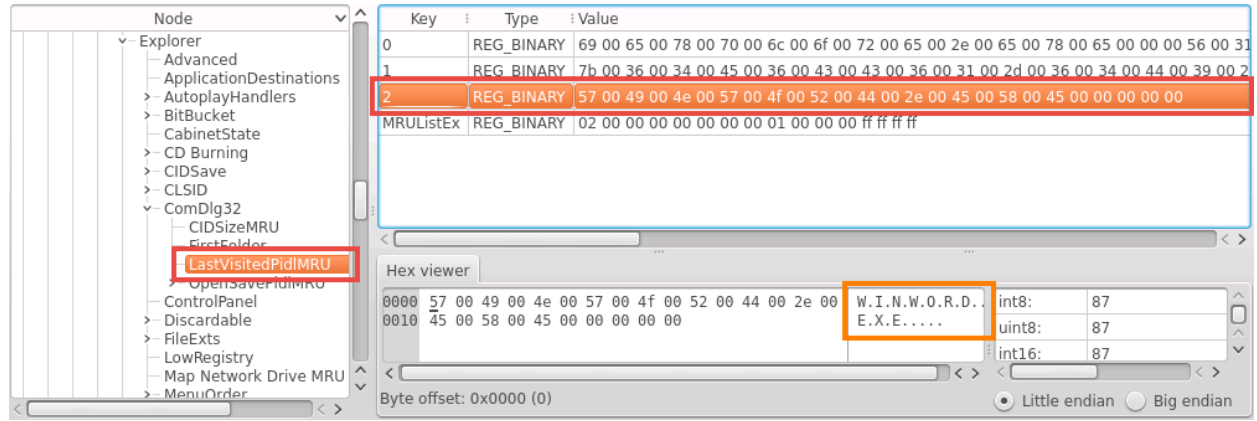 Node
Explorer
Advanced
ApplicationDestinations
AutoplayHandlers
BitBucket
CabinetState
CD Burning
CIDSave
CLSID
ComDlg32
CIDSizeMRU
FirstFolder
LastVisitedPidlMRU
OpenSavePidlMRU
ControlPanel
Discardable
FileExts
LowRegistry
Map Network Drive MRU
MenuOrder
Key Type Value
0 REG_BINARY 69 00 65 00 78 00 70 00 6c 00 6f 00 72 00 65 00 2e 00 65 00 78 00 65 00 00 00 56 00 31
1 REG_BINARY 7b 00 36 00 34 00 45 00 36 00 43 00 43 00 36 00 31 00 2d 00 36 00 34 00 44 00 39 00 2
2 REG_BINARY 57 00 49 00 4e 00 57 00 4f 00 52 00 44 00 2e 00 45 00 58 00 45 00 00 00 00 00
MRUListEx REG_BINARY 02 00 00 00 00 00 00 00 01 00 00 00 ff ff ff ff
Hex viewer
0000 57 00 49 00 4e 00 57 00 4f 00 52 00 44 00 2e 00 W.I.N.W.O.R.D..
0010 45 00 58 00 45 00 00 00 00 00 E.X.E.....
int8: 87
uint8: 87
int16: 87
Byte offset: 0x0000 (0)
Little endian Big endian